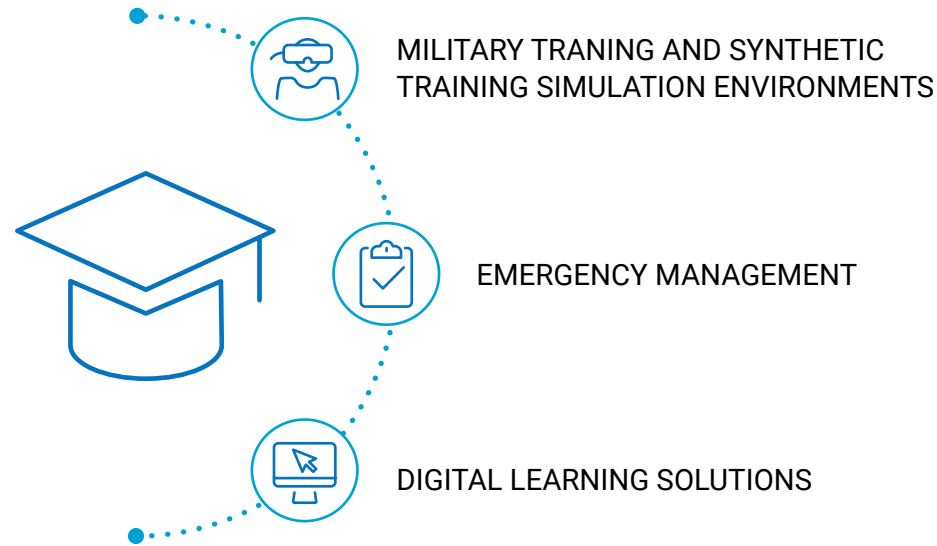 MILITARY TRANING AND SYNTHETIC
TRAINING SIMULATION ENVIRONMENTS
EMERGENCY MANAGEMENT
DIGITAL LEARNING SOLUTIONS